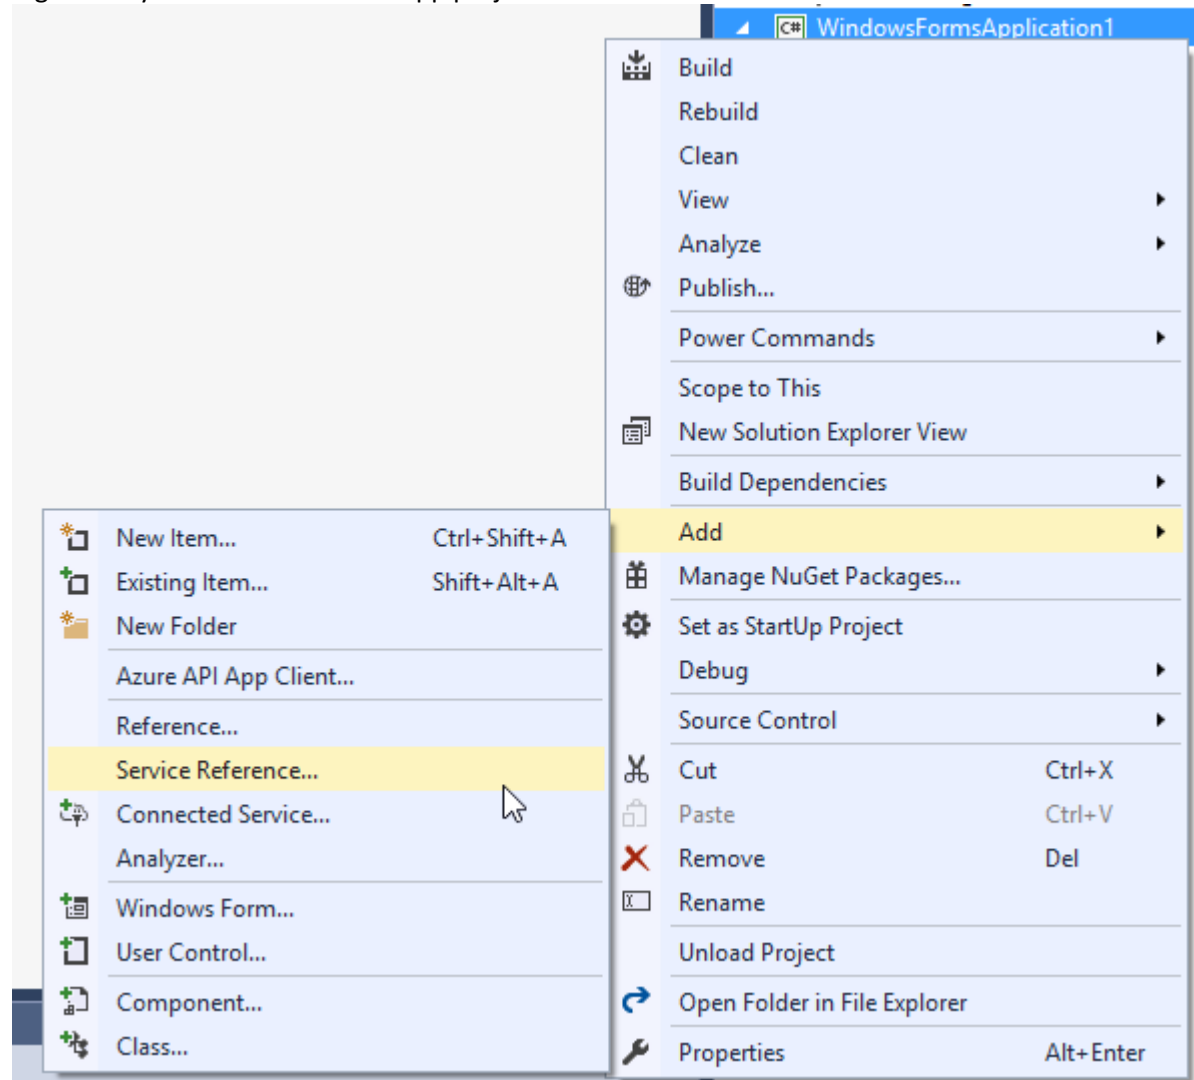 C# WindowsFormsApplication1
Build
Rebuild
Clean
View
Analyze
Publish...
Power Commands
Scope to This
New Solution Explorer View
Build Dependencies
Add
Manage NuGet Packages...
Set as StartUp Project
Debug
Source Control
Cut Ctrl+X
Paste Ctrl+V
Remove Del
Rename
Unload Project
Open Folder in File Explorer
Properties Alt+Enter
New Item... Ctrl+Shift+A
Existing Item... Shift+Alt+A
New Folder
Azure API App Client...
Reference...
Service Reference...
Connected Service...
Analyzer...
Windows Form...
User Control...
Component...
Class...